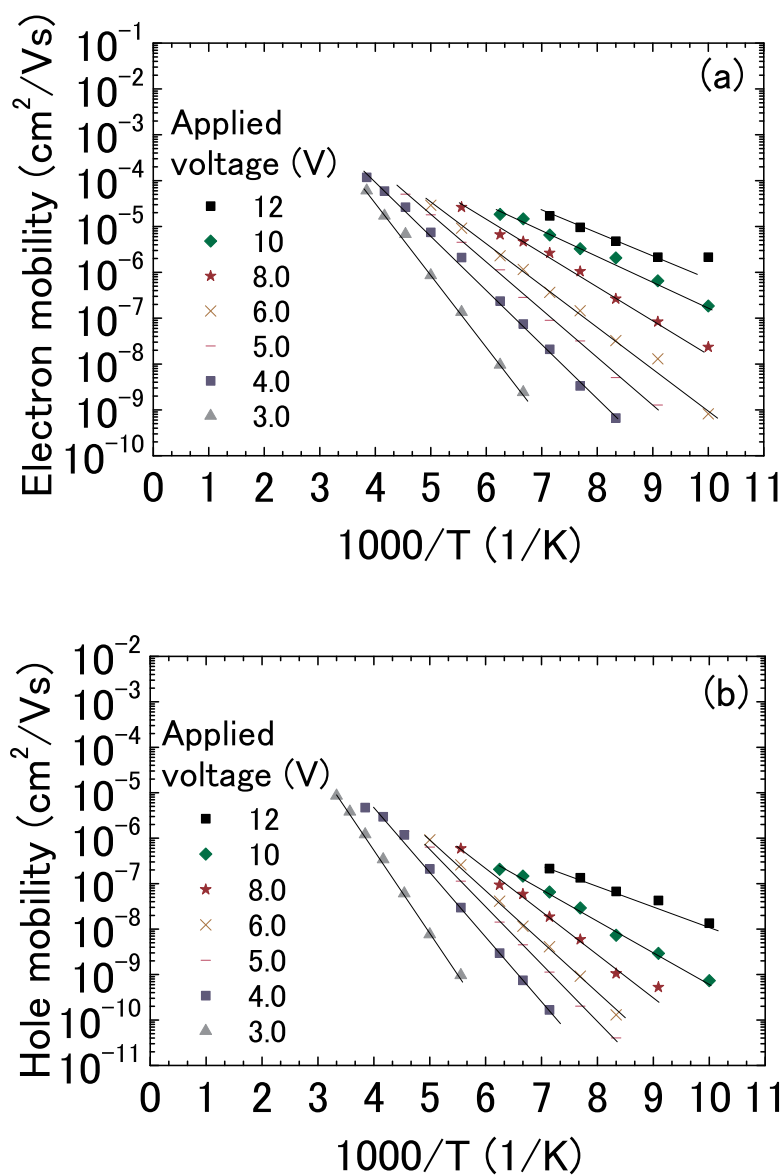 (a)
Electron mobility (cm²/Vs)
10⁻¹
10⁻²
10⁻³
10⁻⁴
10⁻⁵
10⁻⁶
10⁻⁷
10⁻⁸
10⁻⁹
10⁻¹⁰
Applied
voltage (V)
12
10
8.0
6.0
5.0
4.0
3.0
0 1 2 3 4 5 6 7 8 9 10 11
1000/T (1/K)
(b)
Hole mobility (cm²/Vs)
10⁻²
10⁻³
10⁻⁴
10⁻⁵
10⁻⁶
10⁻⁷
10⁻⁸
10⁻⁹
10⁻¹⁰
10⁻¹¹
Applied
voltage (V)
12
10
8.0
6.0
5.0
4.0
3.0
0 1 2 3 4 5 6 7 8 9 10 11
1000/T (1/K)